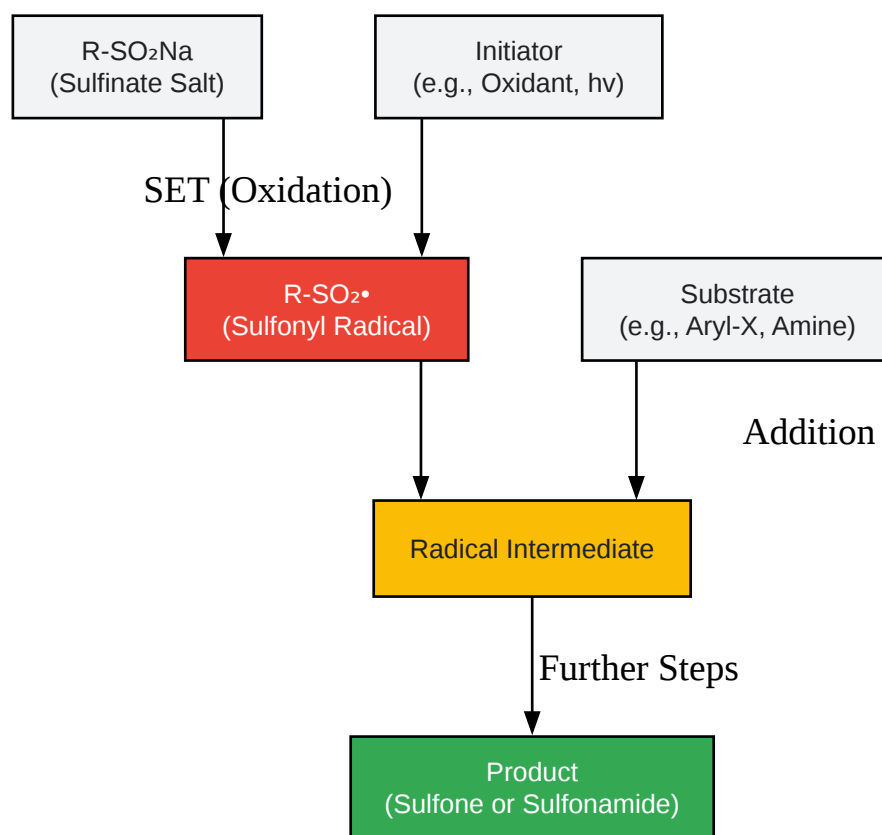 R-SO₂Na
(Sulfinate Salt)
Initiator
(e.g., Oxidant, hv)
SET (Oxidation)
R-SO₂•
(Sulfonyl Radical)
Substrate
(e.g., Aryl-X, Amine)
Addition
Radical Intermediate
Further Steps
Product
(Sulfone or Sulfonamide)